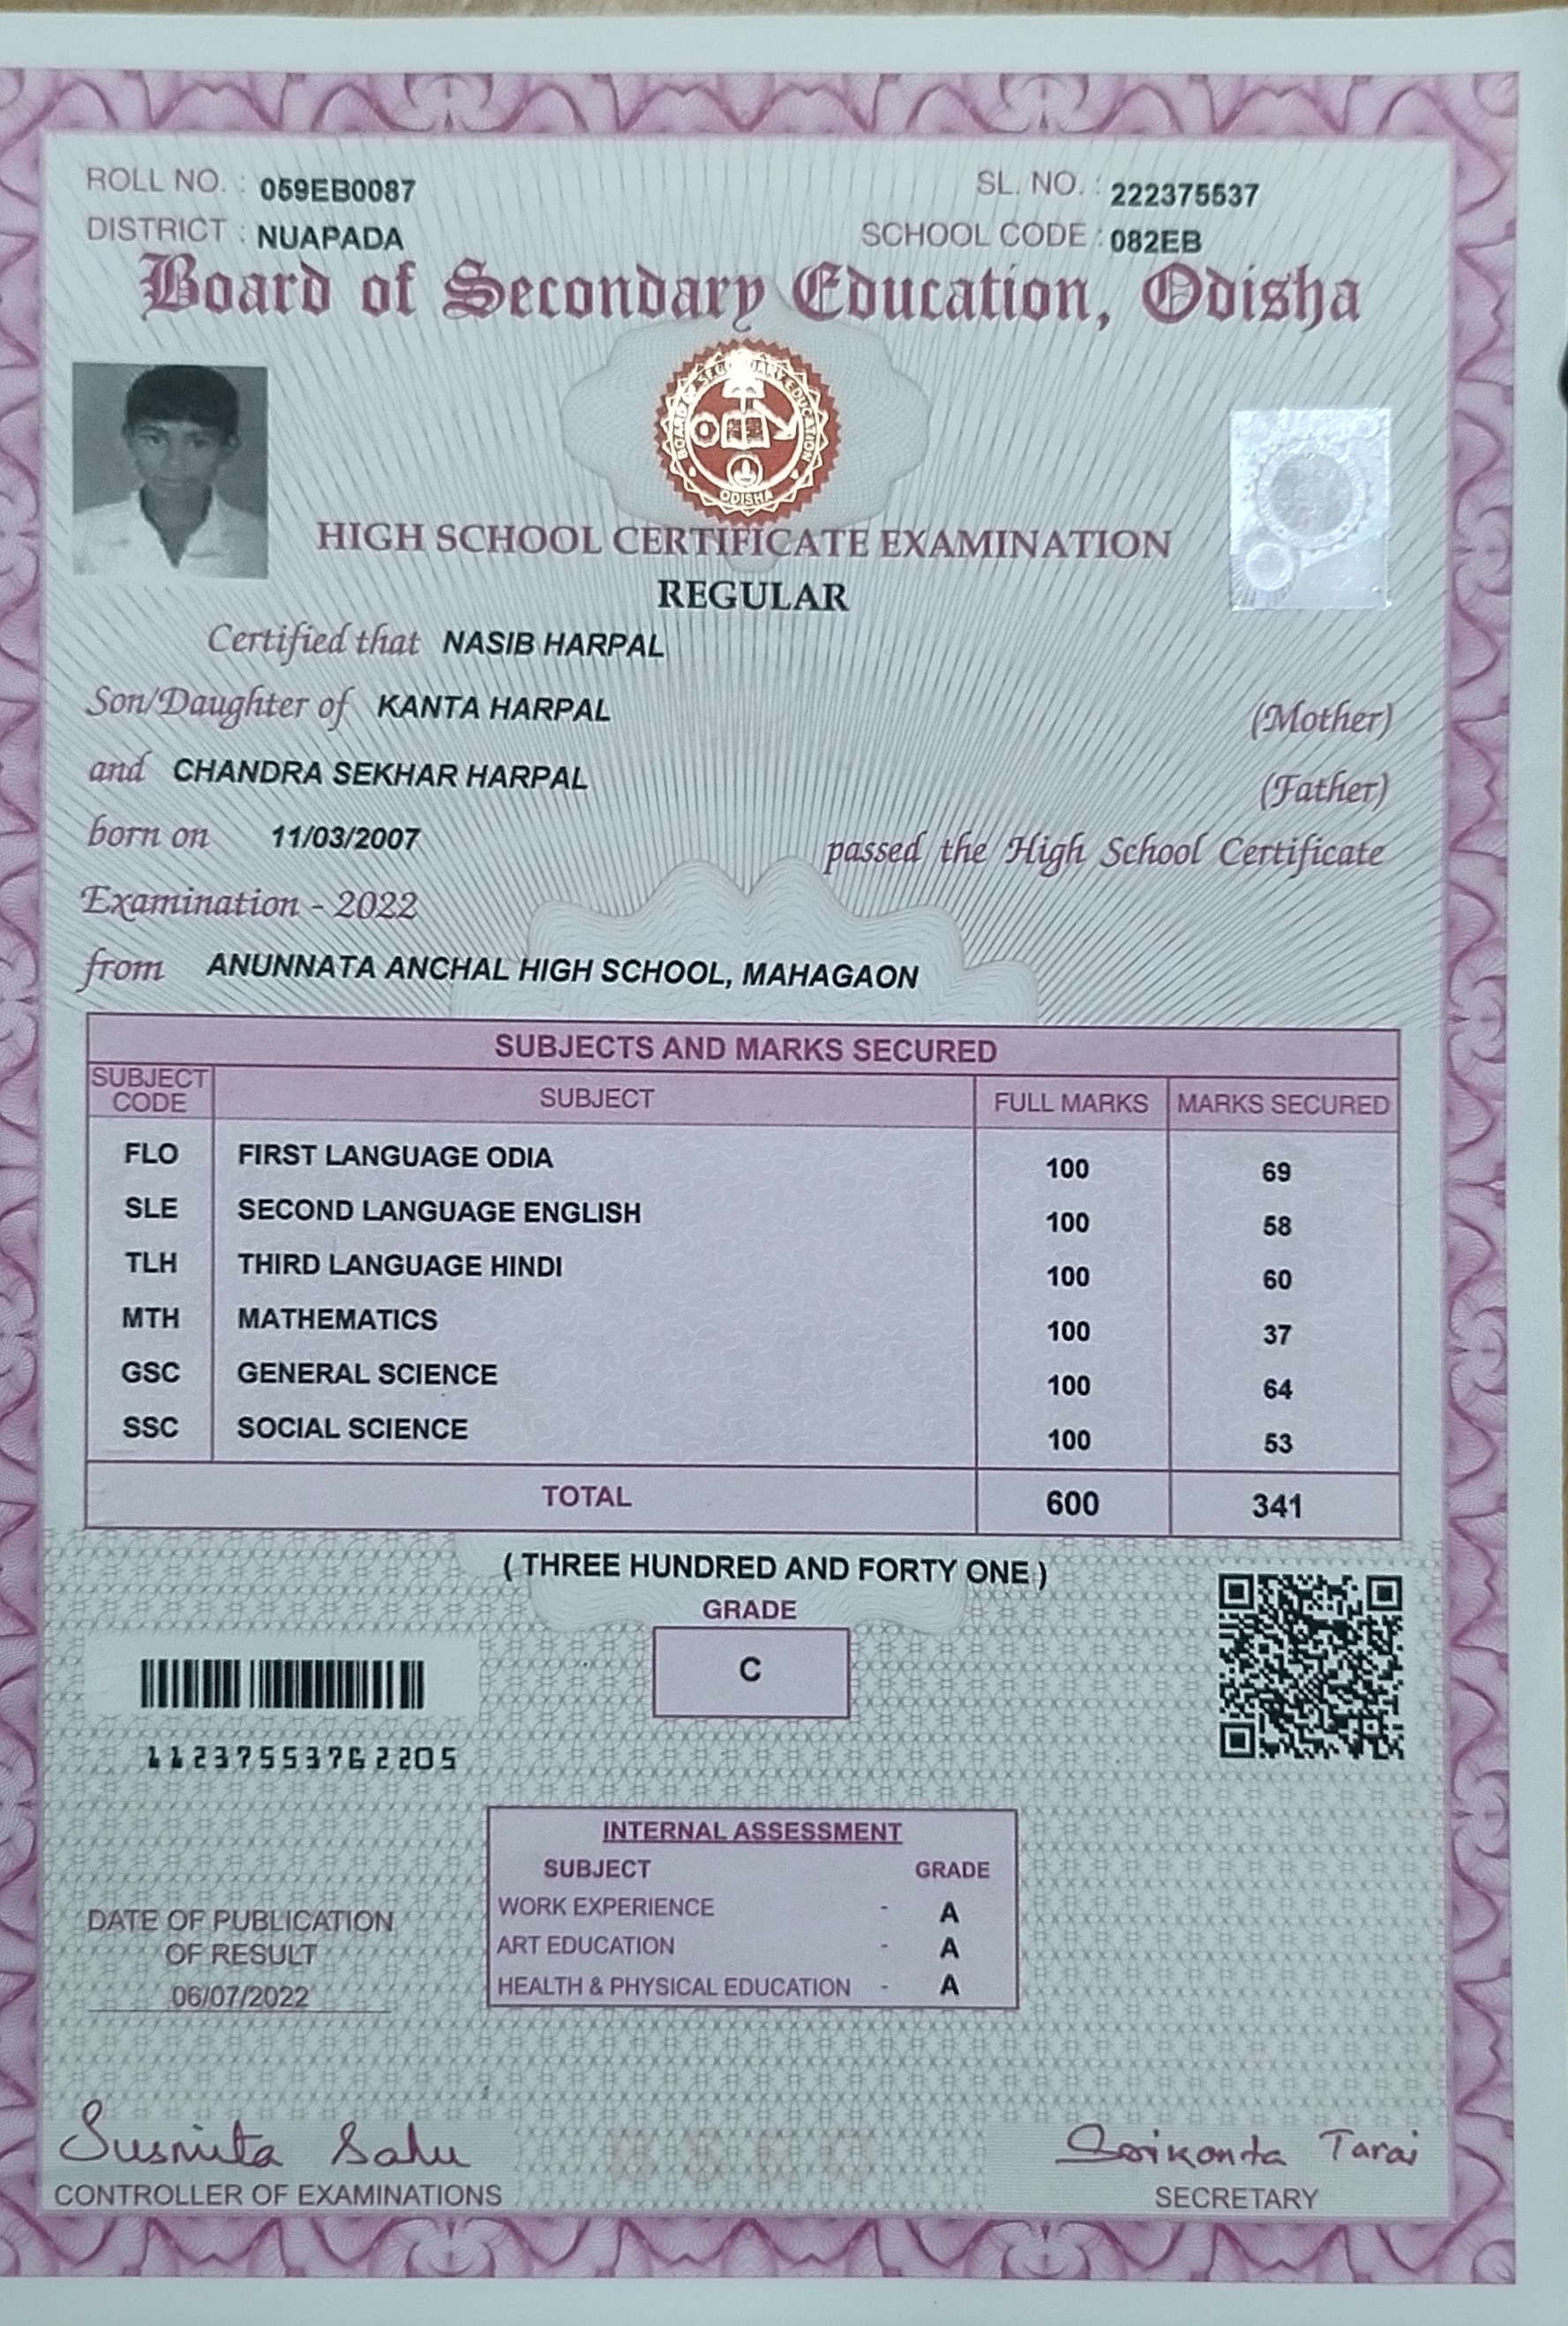 ROLL NO. : 059EB0087 SL. NO. : 222375537
DISTRICT : NUAPADA SCHOOL CODE : 082EB
Board of Secondary Education, Odisha
BOARD OF SECONDARY EDUCATION
ODISHA
HIGH SCHOOL CERTIFICATE EXAMINATION
REGULAR
Certified that NASIB HARPAL
Son/Daughter of KANTA HARPAL (Mother)
and CHANDRA SEKHAR HARPAL (Father)
born on 11/03/2007 passed the High School Certificate
Examination - 2022
from ANUNNATA ANCHAL HIGH SCHOOL, MAHAGAON
SUBJECTS AND MARKS SECURED
SUBJECT CODE SUBJECT FULL MARKS MARKS SECURED
FLO FIRST LANGUAGE ODIA 100 69
SLE SECOND LANGUAGE ENGLISH 100 58
TLH THIRD LANGUAGE HINDI 100 60
MTH MATHEMATICS 100 37
GSC GENERAL SCIENCE 100 64
SSC SOCIAL SCIENCE 100 53
TOTAL 600 341
( THREE HUNDRED AND FORTY ONE )
GRADE
C
11237553762205
INTERNAL ASSESSMENT
SUBJECT GRADE
WORK EXPERIENCE - A
ART EDUCATION - A
HEALTH & PHYSICAL EDUCATION - A
DATE OF PUBLICATION
OF RESULT
06/07/2022
Susmita Sahu Srikanta Tarai
CONTROLLER OF EXAMINATIONS SECRETARY